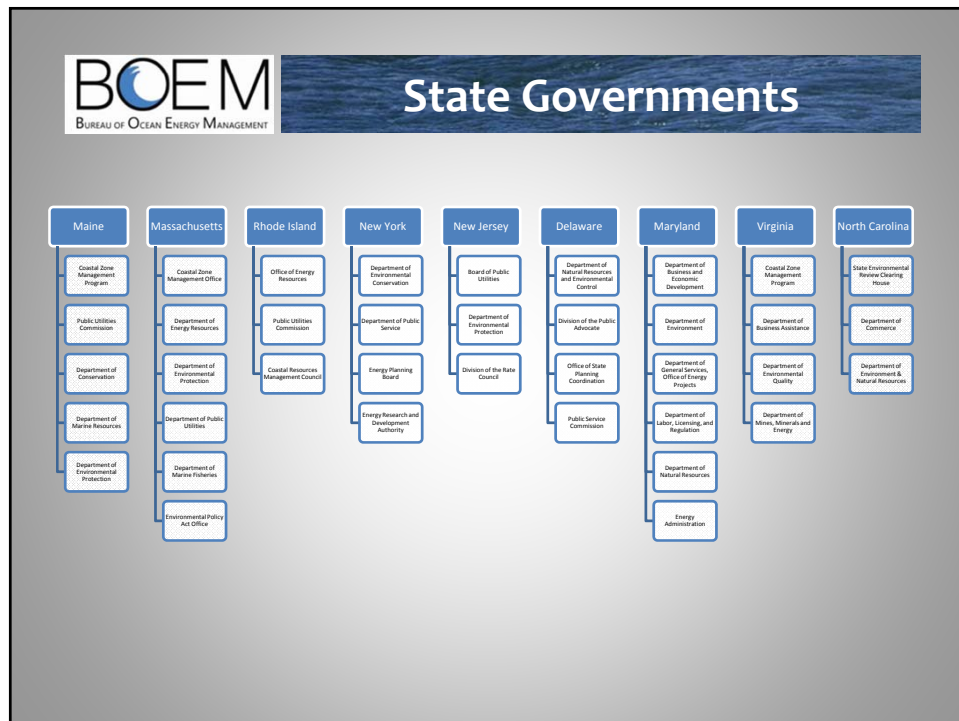 BOEM
BUREAU OF OCEAN ENERGY MANAGEMENT
State Governments
Maine
Coastal Zone
Management
Program
Public Utilities
Commission
Department of
Conservation
Department of
Marine Resources
Department of
Environmental
Protection
Massachusetts
Coastal Zone
Management Office
Department of
Energy Resources
Department of
Environmental
Protection
Department of Public
Utilities
Department of
Marine Fisheries
Environmental Policy
Act Office
Rhode Island
Office of Energy
Resources
Public Utilities
Commission
Coastal Resources
Management Council
New York
Department of
Environmental
Conservation
Department of Public
Service
Energy Planning
Board
Energy Research and
Development
Authority
New Jersey
Board of Public
Utilities
Department of
Environmental
Protection
Division of the Rate
Council
Delaware
Department of
Natural Resources
and Environmental
Control
Division of the Public
Advocate
Office of State
Planning
Coordination
Public Service
Commission
Maryland
Department of
Business and
Economic
Development
Department of
Environment
Department of
General Services,
Office of Energy
Projects
Department of
Labor, Licensing, and
Regulation
Department of
Natural Resources
Energy
Administration
Virginia
Coastal Zone
Management
Program
Department of
Business Assistance
Department of
Environmental
Quality
Department of
Mines, Minerals and
Energy
North Carolina
State Environmental
Review Clearing
House
Department of
Commerce
Department of
Environment &
Natural Resources